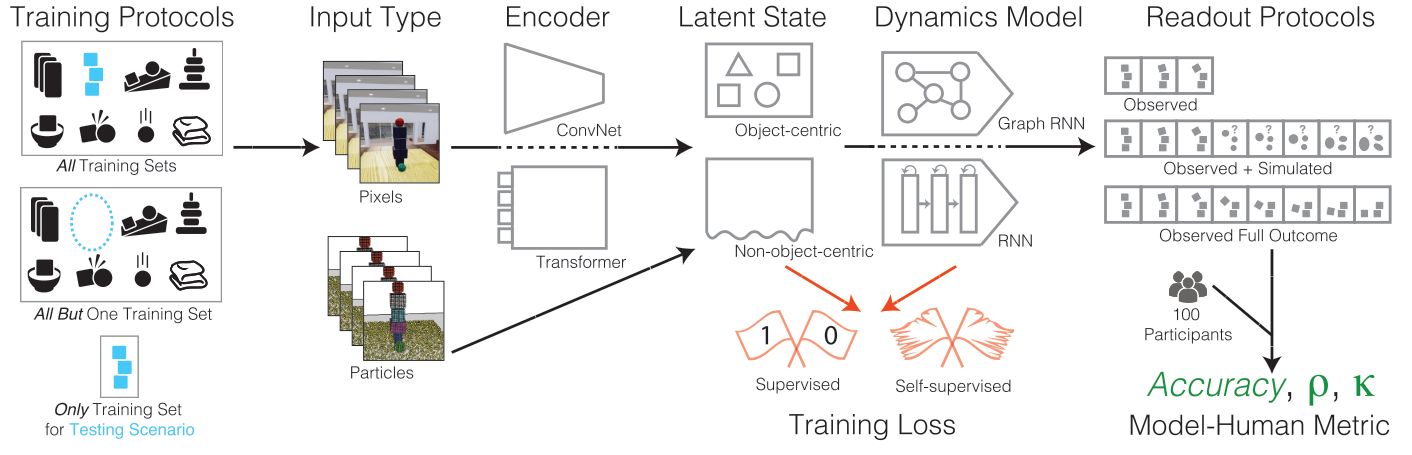 Training Protocols
Input Type
Encoder
Latent State
Dynamics Model
Readout Protocols
All Training Sets
All But One Training Set
Only Training Set
for Testing Scenario
Pixels
Particles
ConvNet
Transformer
Object-centric
Non-object-centric
Graph RNN
RNN
1 0
Supervised
Self-supervised
Training Loss
Observed
? ? ? ? ?
Observed + Simulated
Observed Full Outcome
100
Participants
Accuracy, ρ, κ
Model-Human Metric